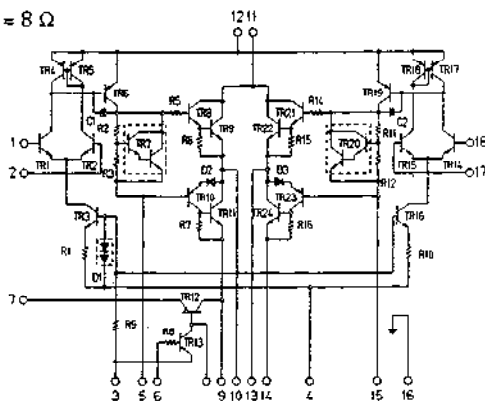 = 8 Ω
12 11
TR4 TR5
TR18 TR17
TR6
TR19
C1
C2
R2
R5
TR8
TR21
R14
R11
1
TR1
TR2
TR7
R6
TR9
TR22
R15
TR20
TR15
TR14
18
2
R3
D2
D3
R12
17
TR10
TR23
TR3
R7
TR11
TR24
R16
TR16
R1
D1
R10
7
TR12
R9
R8
TR13
3 5 6 9 10 13 14 4 15 16